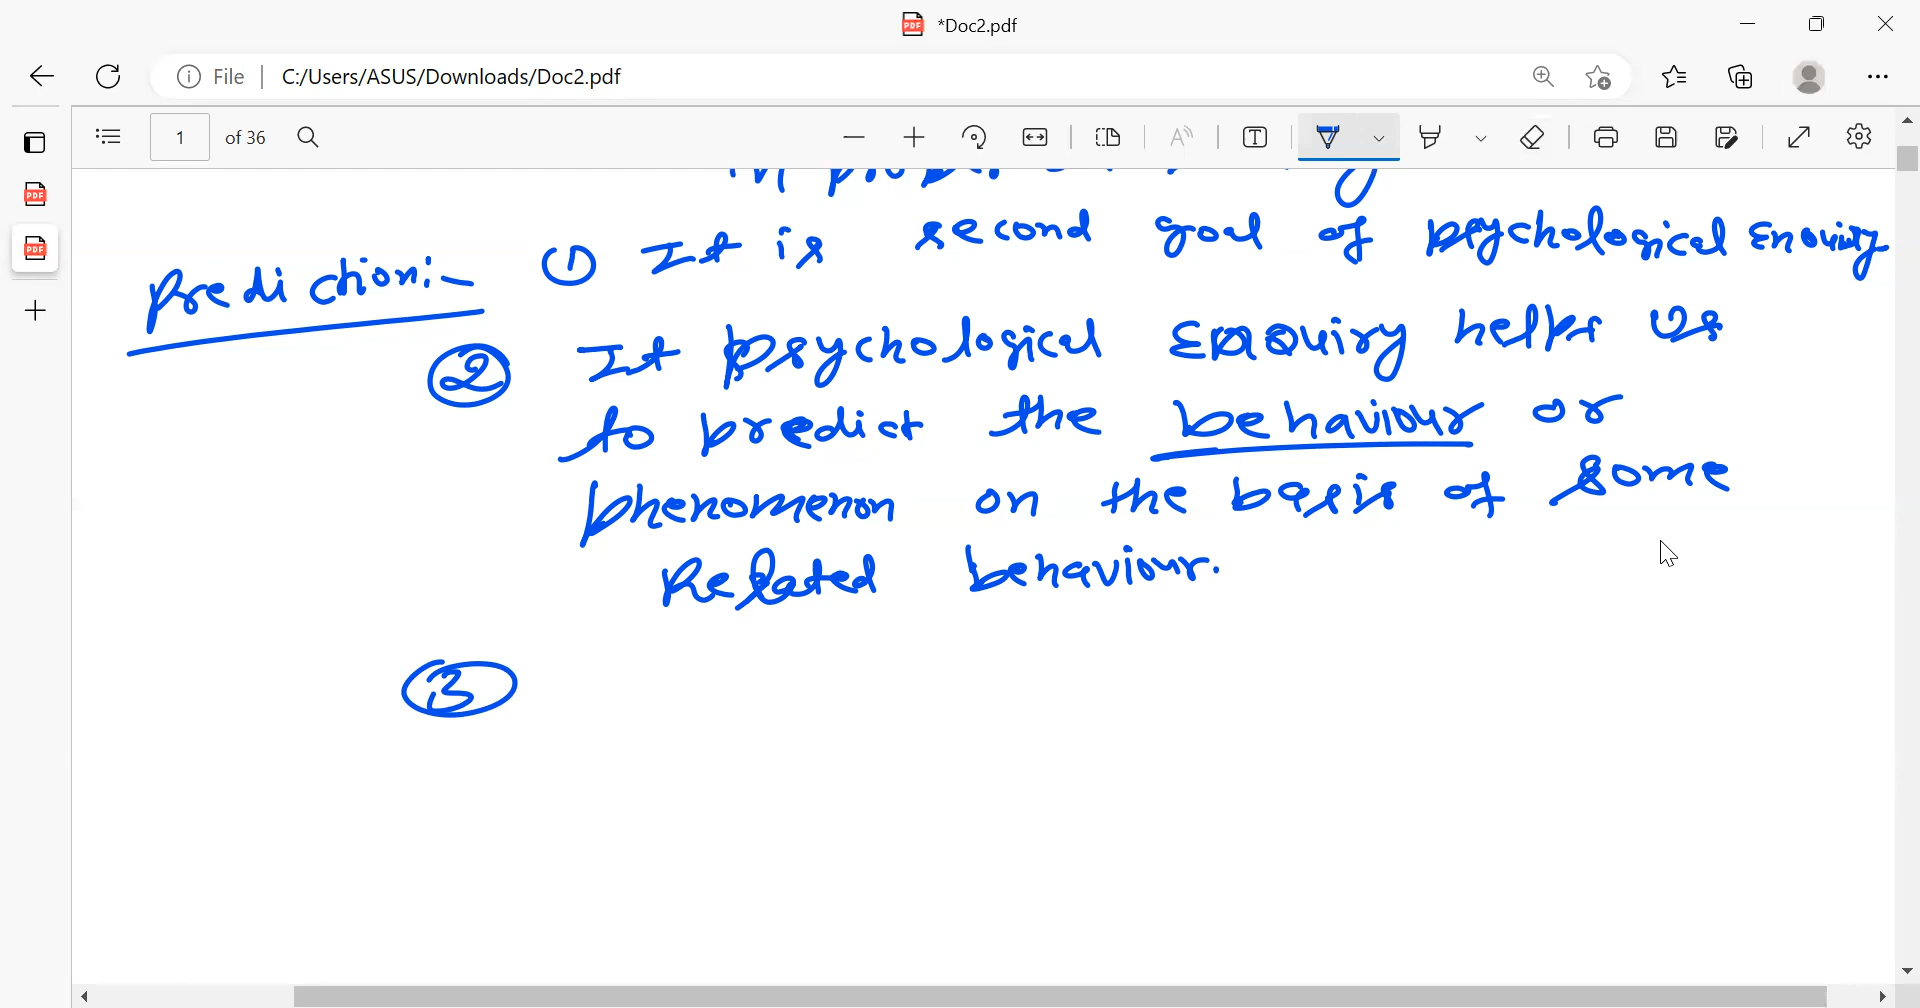 *Doc2.pdf
File C:/Users/ASUS/Downloads/Doc2.pdf
1 of 36
Prediction:- ① It is second goal of psychological Enquiry
② It psychological Enquiry helps us
to predict the behaviour or
phenomenon on the basis of some
Related behaviour.
③